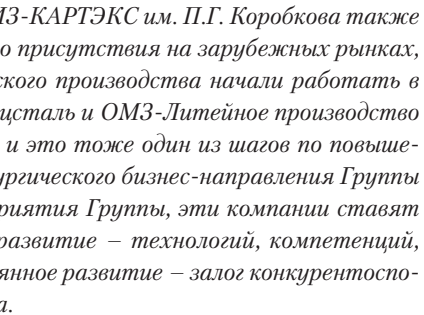 МЗ-КАРТЭКС им. П.Г. Коробкова также
о присутствия на зарубежных рынках,
ского производства начали работать в
цсталь и ОМЗ-Литейное производство
и это тоже один из шагов по повыше-
ургического бизнес-направления Группы
риятия Группы, эти компании ставят
развитие – технологий, компетенций,
янное развитие – залог конкурентоспо-
а.